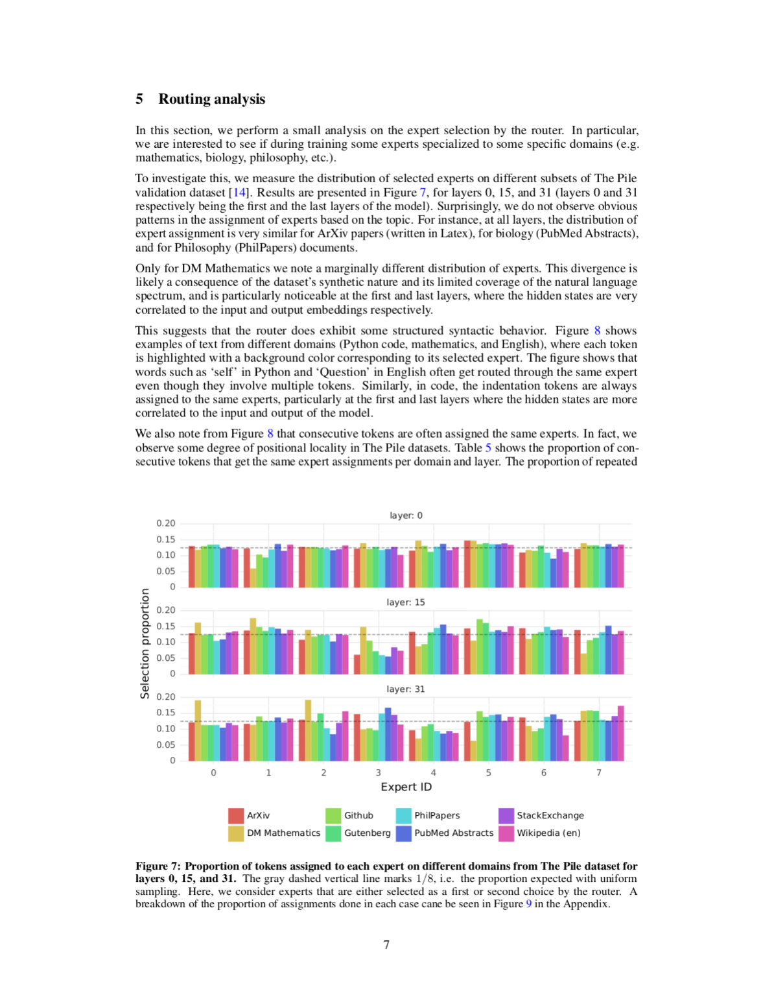 5 Routing analysis
In this section, we perform a small analysis on the expert selection by the router. In particular,
we are interested to see if during training some experts specialized to some specific domains (e.g.
mathematics, biology, philosophy, etc.).
To investigate this, we measure the distribution of selected experts on different subsets of The Pile
validation dataset [14]. Results are presented in Figure 7, for layers 0, 15, and 31 (layers 0 and 31
respectively being the first and the last layers of the model). Surprisingly, we do not observe obvious
patterns in the assignment of experts based on the topic. For instance, at all layers, the distribution of
expert assignment is very similar for ArXiv papers (written in Latex), for biology (PubMed Abstracts),
and for Philosophy (PhilPapers) documents.
Only for DM Mathematics we note a marginally different distribution of experts. This divergence is
likely a consequence of the dataset's synthetic nature and its limited coverage of the natural language
spectrum, and is particularly noticeable at the first and last layers, where the hidden states are very
correlated to the input and output embeddings respectively.
This suggests that the router does exhibit some structured syntactic behavior. Figure 8 shows
examples of text from different domains (Python code, mathematics, and English), where each token
is highlighted with a background color corresponding to its selected expert. The figure shows that
words such as ‘self’ in Python and ‘Question’ in English often get routed through the same expert
even though they involve multiple tokens. Similarly, in code, the indentation tokens are always
assigned to the same experts, particularly at the first and last layers where the hidden states are more
correlated to the input and output of the model.
We also note from Figure 8 that consecutive tokens are often assigned the same experts. In fact, we
observe some degree of positional locality in The Pile datasets. Table 5 shows the proportion of con-
secutive tokens that get the same expert assignments per domain and layer. The proportion of repeated
layer: 0
0.20
0.15
0.10
0.05
0
layer: 15
0.20
0.15
0.10
0.05
0
layer: 31
0.20
0.15
0.10
0.05
0
Selection proportion
0 1 2 3 4 5 6 7
Expert ID
ArXiv Github PhilPapers StackExchange
DM Mathematics Gutenberg PubMed Abstracts Wikipedia (en)
Figure 7: Proportion of tokens assigned to each expert on different domains from The Pile dataset for
layers 0, 15, and 31. The gray dashed vertical line marks 1/8, i.e. the proportion expected with uniform
sampling. Here, we consider experts that are either selected as a first or second choice by the router. A
breakdown of the proportion of assignments done in each case cane be seen in Figure 9 in the Appendix.
7